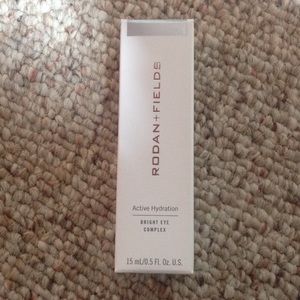 RODAN+FIELDS
Active Hydration
BRIGHT EYE
COMPLEX
15 mL/0.5 Fl. Oz. U.S.